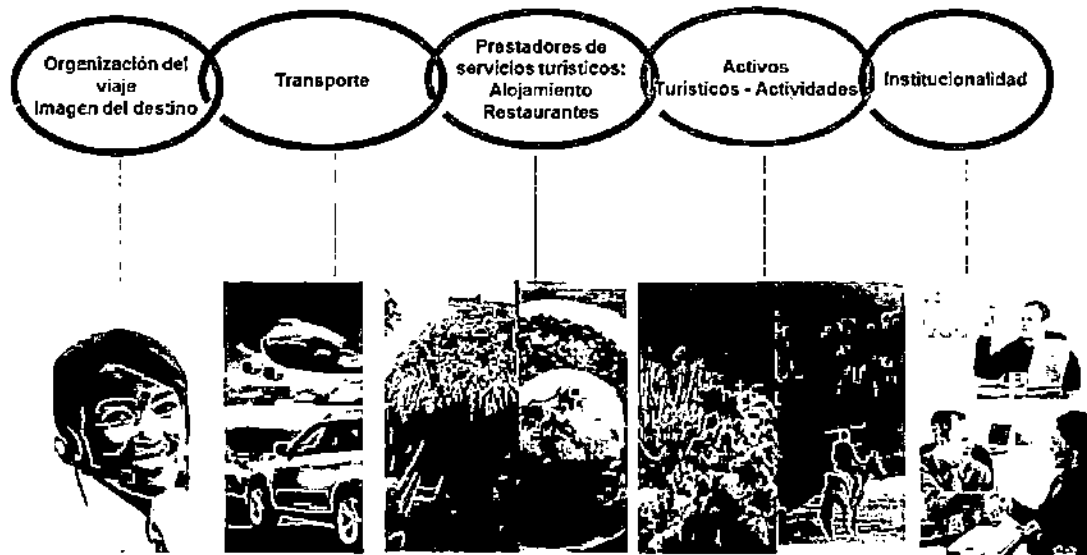 Organización del
viaje
Imagen del destino
Transporte
Prestadores de
servicios turísticos:
Alojamiento
Restaurantes
Activos
Turísticos - Actividades
Institucionalidad